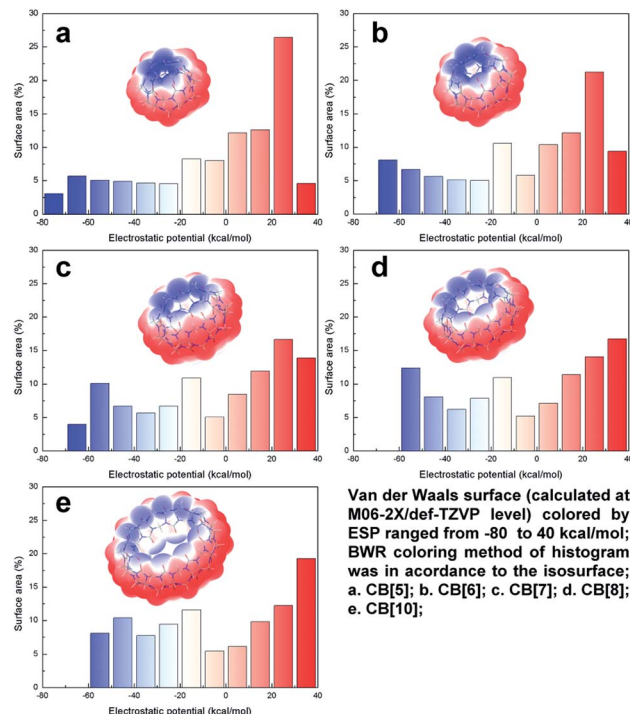 a
30
25
20
15
10
5
0
Surface area (%)
-80 -60 -40 -20 0 20 40
Electrostatic potential (kcal/mol)
b
30
25
20
15
10
5
0
Surface area (%)
-80 -60 -40 -20 0 20 40
Electrostatic potential (kcal/mol)
c
30
25
20
15
10
5
0
Surface area (%)
-80 -60 -40 -20 0 20 40
Electrostatic potential (kcal/mol)
d
30
25
20
15
10
5
0
Surface area (%)
-80 -60 -40 -20 0 20 40
Electrostatic potential (kcal/mol)
e
30
25
20
15
10
5
0
Surface area (%)
-80 -60 -40 -20 0 20 40
Electrostatic potential (kcal/mol)
Van der Waals surface (calculated at
M06-2X/def-TZVP level) colored by
ESP ranged from -80 to 40 kcal/mol;
BWR coloring method of histogram
was in acordance to the isosurface;
a. CB[5]; b. CB[6]; c. CB[7]; d. CB[8];
e. CB[10];